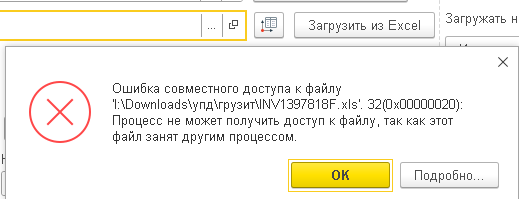 ...
Загрузить из Excel
Загружать н
Ошибка совместного доступа к файлу
'I:\Downloads\упд\грузит\INV1397818F.xls'. 32(0x00000020):
Процесс не может получить доступ к файлу, так как этот
файл занят другим процессом.
OK
Подробно...